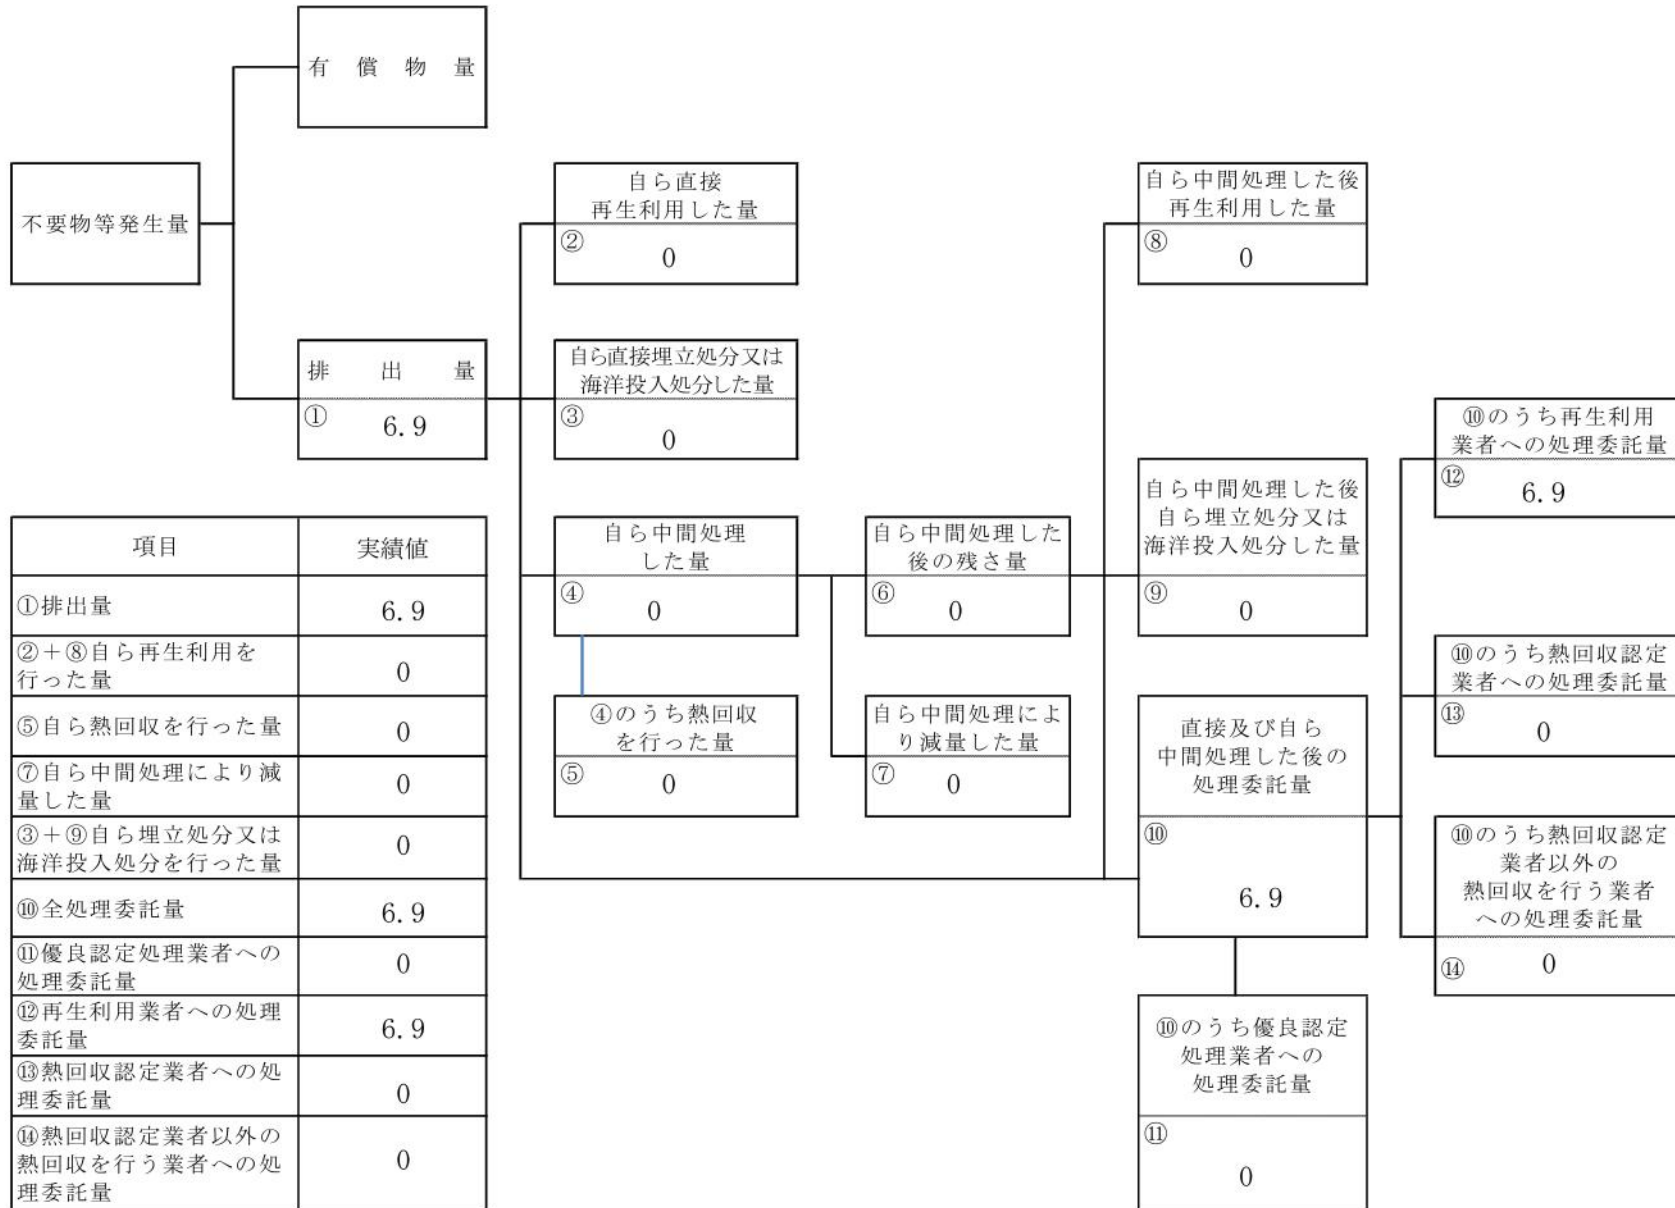 有償物量
不要物等発生量
排出量
① 6.9
自ら直接
再生利用した量
② 0
自ら直接埋立処分又は
海洋投入処分した量
③ 0
自ら中間処理
した量
④ 0
④のうち熱回収
を行った量
⑤ 0
自ら中間処理した
後の残さ量
⑥ 0
自ら中間処理によ
り減量した量
⑦ 0
自ら中間処理した後
再生利用した量
⑧ 0
自ら中間処理した後
自ら埋立処分又は
海洋投入処分した量
⑨ 0
直接及び自ら
中間処理した後の
処理委託量
⑩
6.9
⑩のうち優良認定
処理業者への
処理委託量
⑪
0
⑩のうち再生利用
業者への処理委託量
⑫ 6.9
⑩のうち熱回収認定
業者への処理委託量
⑬ 0
⑩のうち熱回収認定
業者以外の
熱回収を行う業者
への処理委託量
⑭ 0
項目 実績値
①排出量 6.9
②+⑧自ら再生利用を
行った量 0
⑤自ら熱回収を行った量 0
⑦自ら中間処理により減
量した量 0
③+⑨自ら埋立処分又は
海洋投入処分を行った量 0
⑩全処理委託量 6.9
⑪優良認定処理業者への
処理委託量 0
⑫再生利用業者への処理
委託量 6.9
⑬熱回収認定業者への処
理委託量 0
⑭熱回収認定業者以外の
熱回収を行う業者への処
理委託量 0